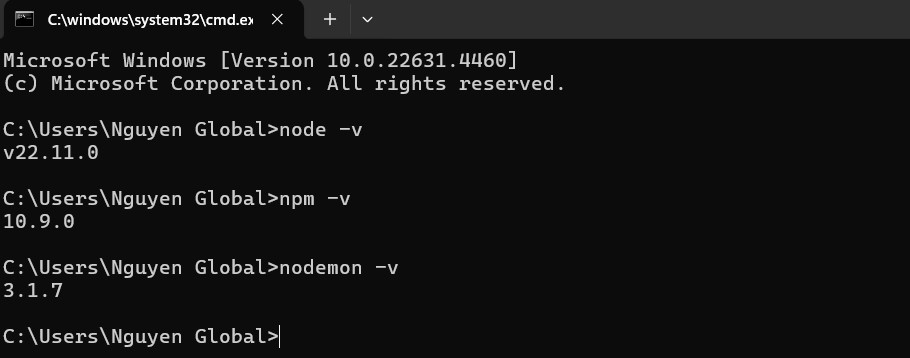 C:\windows\system32\cmd.ex
Microsoft Windows [Version 10.0.22631.4460]
(c) Microsoft Corporation. All rights reserved.
C:\Users\Nguyen Global>node -v
v22.11.0
C:\Users\Nguyen Global>npm -v
10.9.0
C:\Users\Nguyen Global>nodemon -v
3.1.7
C:\Users\Nguyen Global>